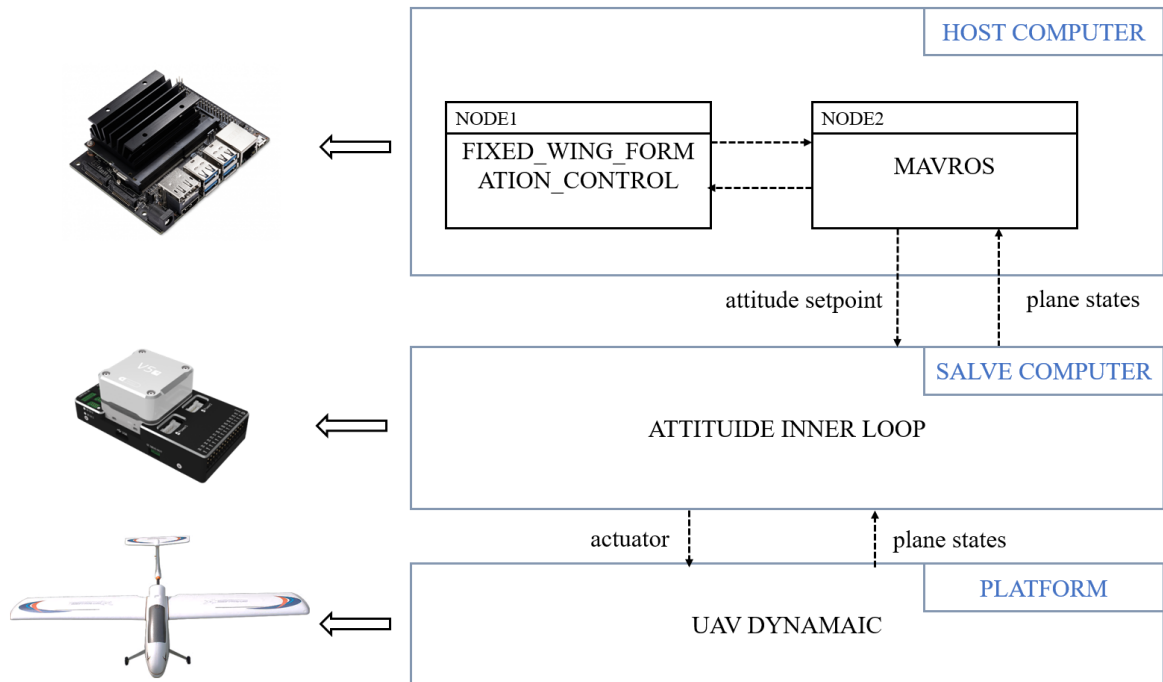 HOST COMPUTER
NODE1
FIXED_WING_FORM
ATION_CONTROL
NODE2
MAVROS
attitude setpoint
plane states
SALVE COMPUTER
V5+
ATTITUIDE INNER LOOP
actuator
plane states
PLATFORM
UAV DYNAMAIC